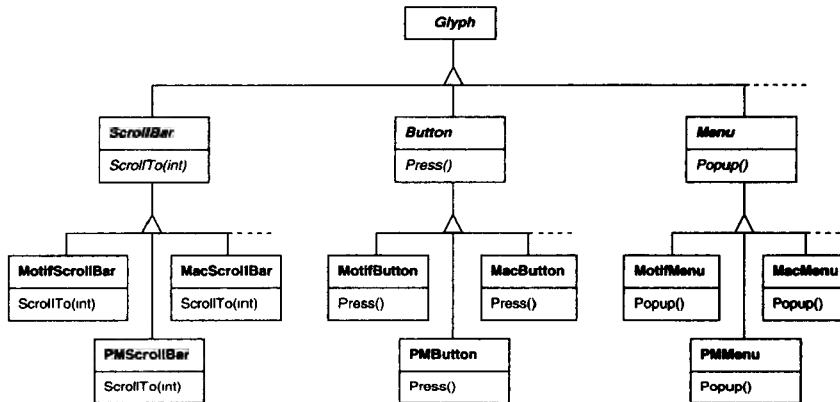 Glyph
ScrollBar
ScrollTo(int)
Button
Press()
Menu
Popup()
MotifScrollBar
ScrollTo(int)
MacScrollBar
ScrollTo(int)
MotifButton
Press()
MacButton
Press()
MotifMenu
Popup()
MacMenu
Popup()
PMScrollBar
ScrollTo(int)
PMButton
Press()
PMMenu
Popup()